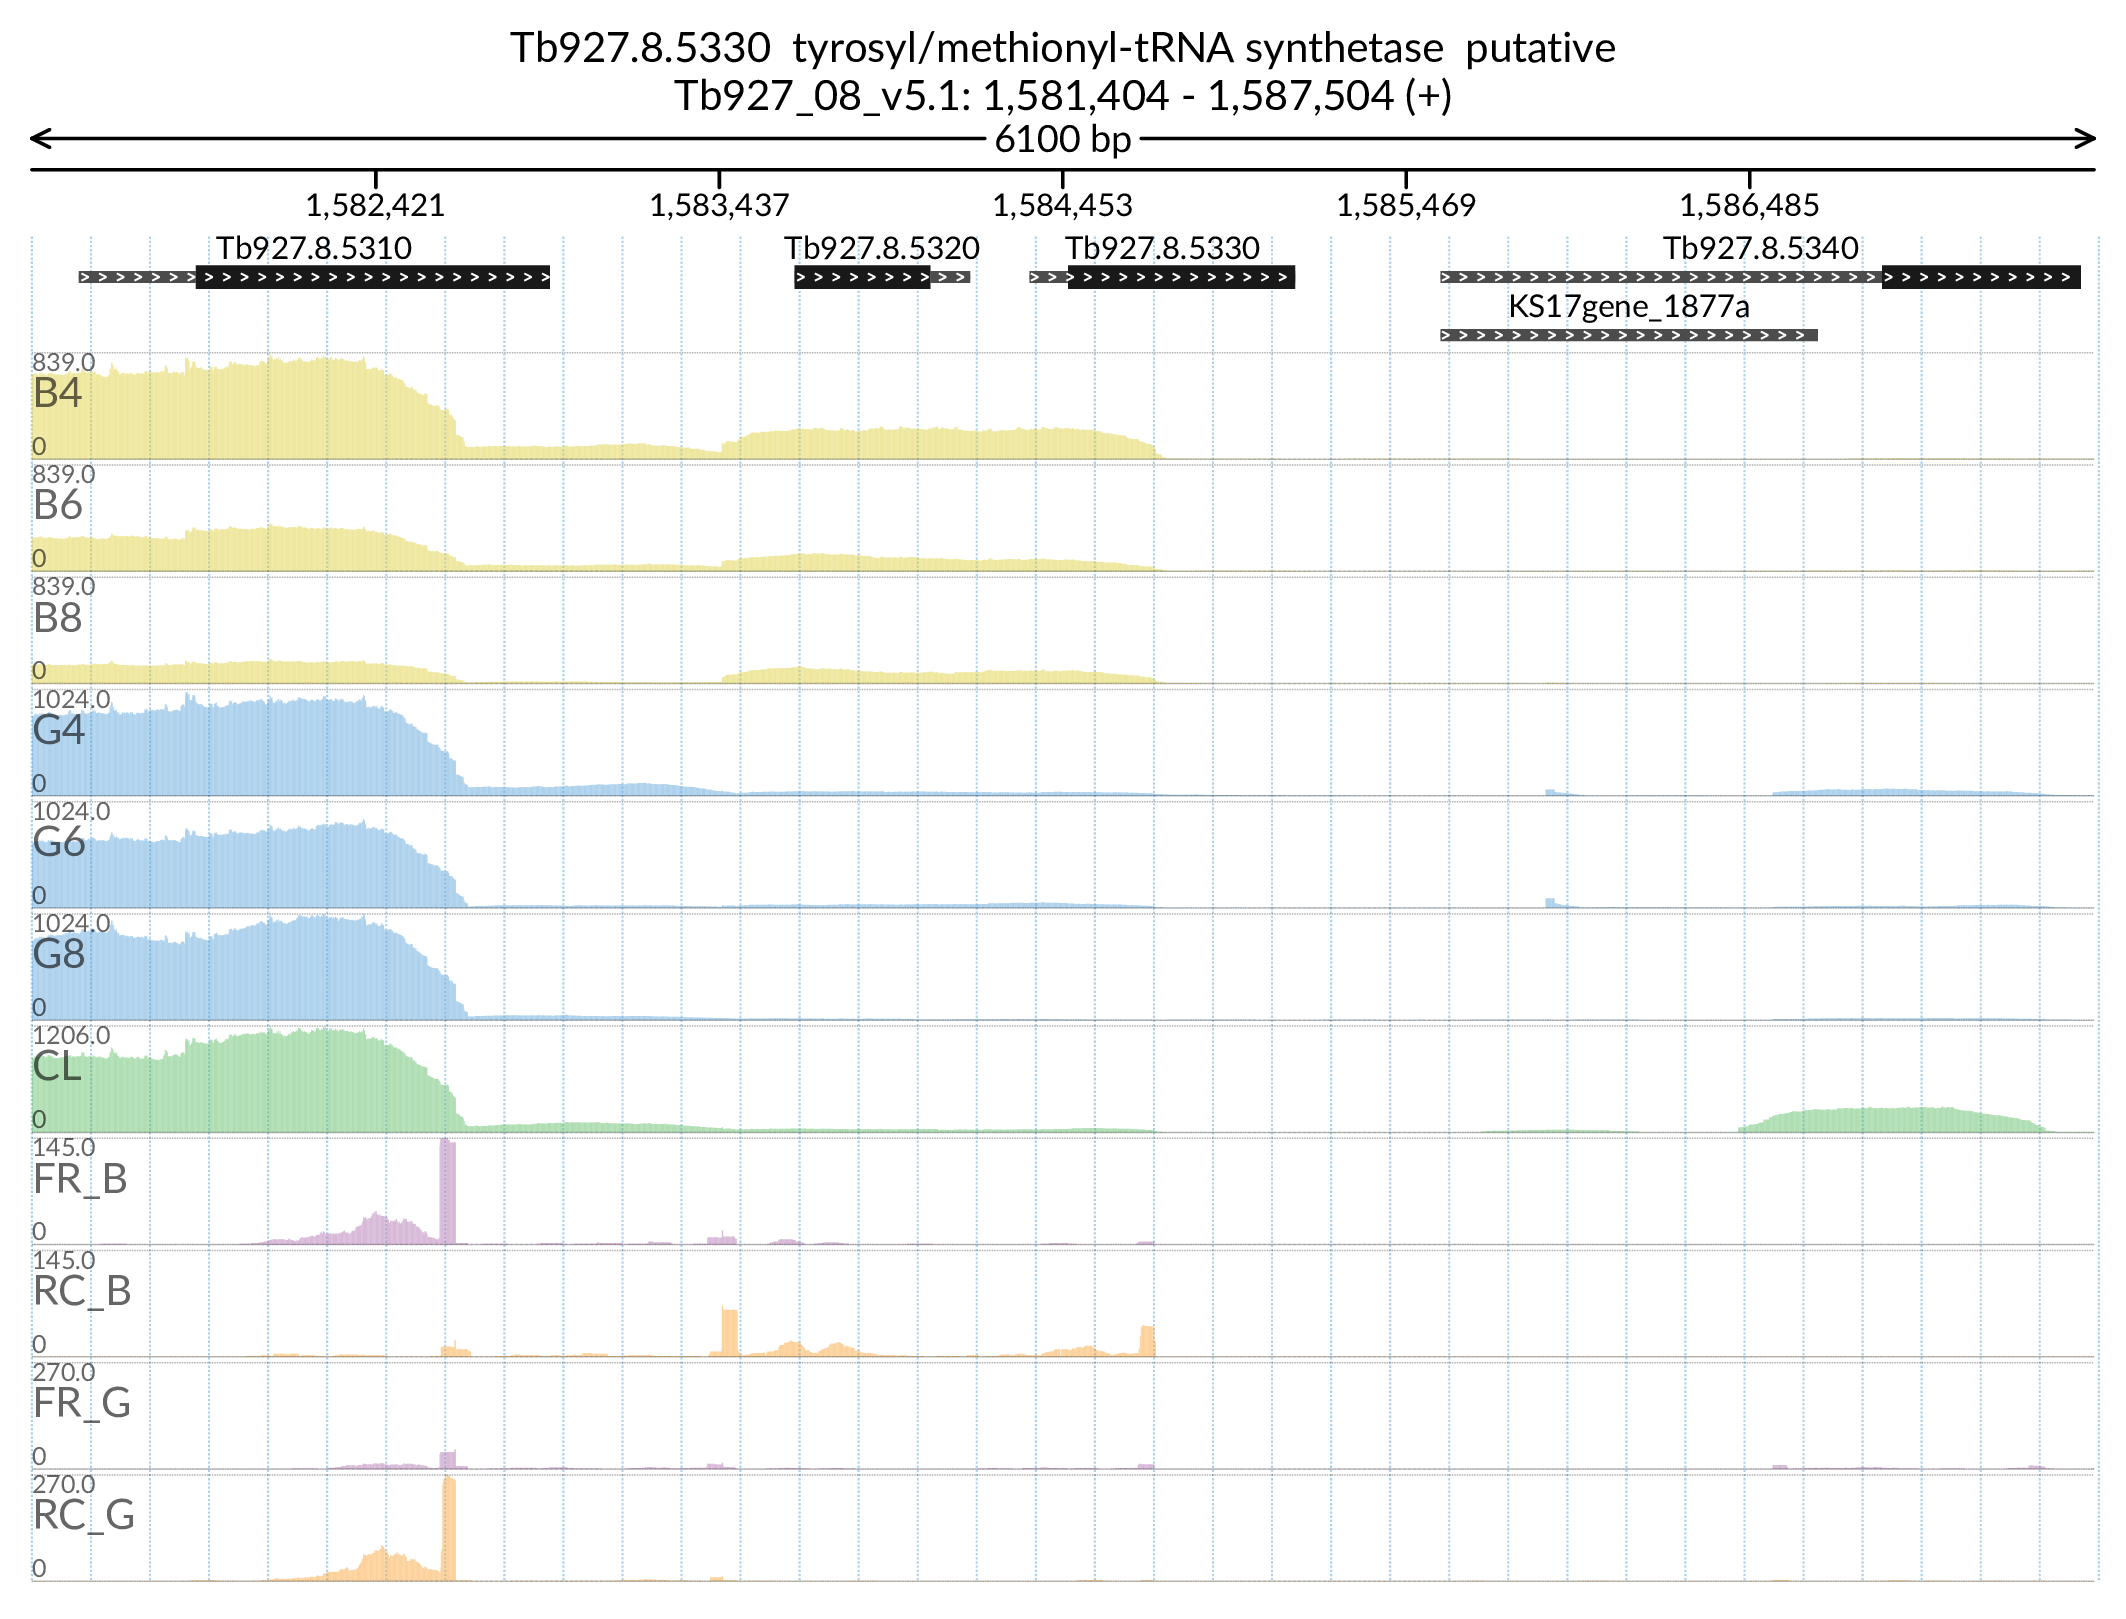 Tb927.8.5330  tyrosyl/methionyl-tRNA synthetase  putative
Tb927_08_v5.1: 1,581,404 - 1,587,504 (+)
6100 bp
1,582,421 1,583,437 1,584,453 1,585,469 1,586,485
Tb927.8.5310 Tb927.8.5320 Tb927.8.5330 Tb927.8.5340
KS17gene_1877a
839.0
B4
0
839.0
B6
0
839.0
B8
0
1024.0
G4
0
1024.0
G6
0
1024.0
G8
0
1206.0
CL
0
145.0
FR_B
0
145.0
RC_B
0
270.0
FR_G
0
270.0
RC_G
0